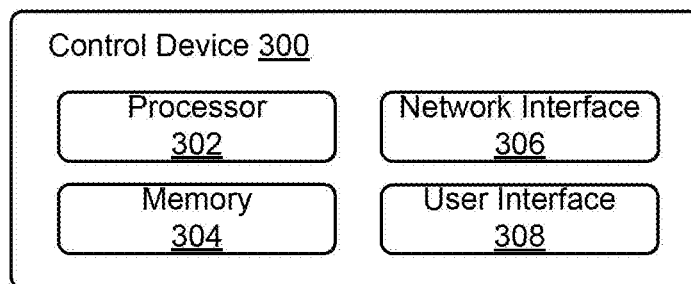 Control Device 300
Processor
302
Network Interface
306
Memory
304
User Interface
308